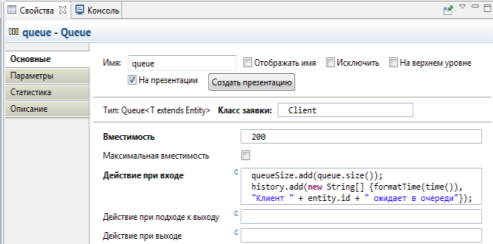 Свойства Консоль
queue - Queue
Основные
Параметры
Статистика
Описание
Имя: queue Отображать имя Исключить На верхнем уровне
На презентации Создать презентацию
Тип: Queue<T extends Entity> Класс заявки: Client
Вместимость 200
Максимальная вместимость
Действие при входе queueSize.add(queue.size());
history.add(new String[] {formatTime(time()),
"Клиент " + entity.id + " ожидает в очереди"});
Действие при подходе к выходу
Действие при выходе